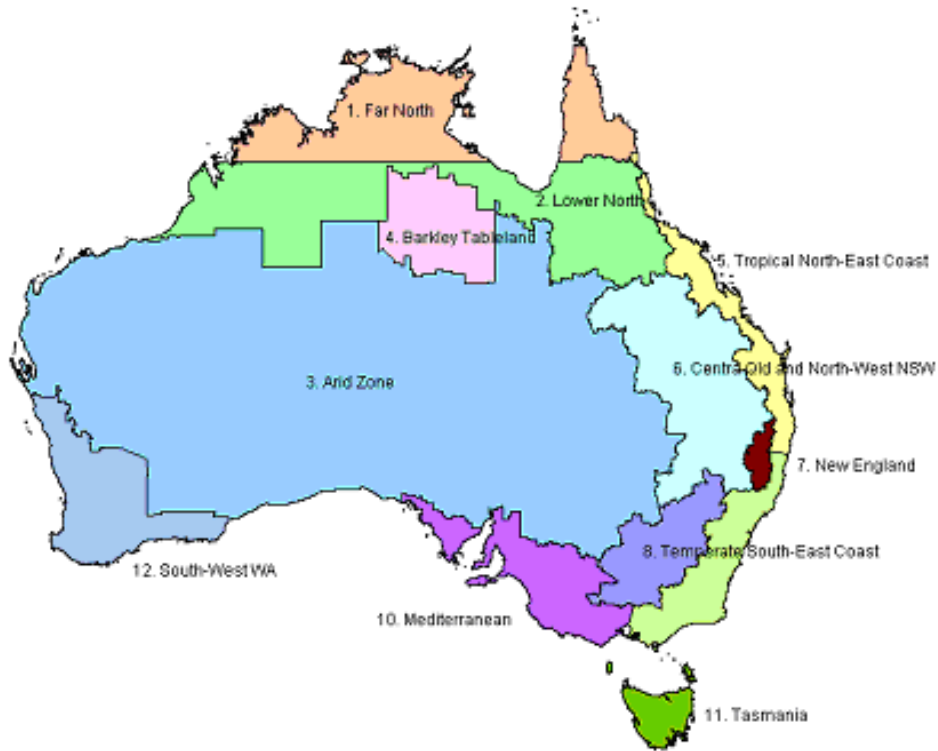 1. Far North
2. Lower North
4. Barkley Tableland
5. Tropical North-East Coast
6. Centra Qld and North-West NSW
3. Arid Zone
7. New England
8. Temperate South-East Coast
12. South-West WA
10. Mediterranean
11. Tasmania